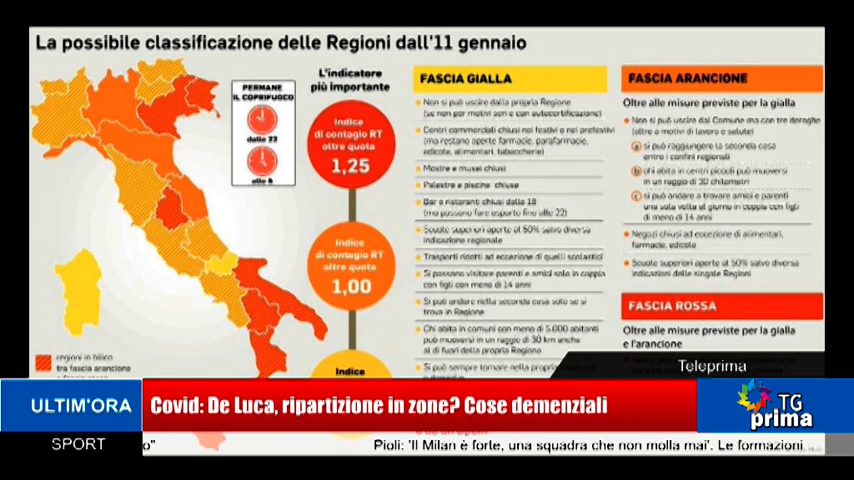 La possibile classificazione delle Regioni dall'11 gennaio
PERMANE
IL COPRIFUOCO
dalle 22
alle 5
L'indicatore
più importante
Indice
di contagio RT
oltre quota
1,25
Indice
di contagio RT
oltre quota
1,00
Indice
regioni in bilico
tra fascia arancione
FASCIA GIALLA
Non si può uscire dalla propria Regione
(se non per motivi seri e con autocertificazione)
Centri commerciali chiusi nei festivi e nei prefestivi
(ma restano aperte farmacie, parafarmacie,
edicole, alimentari, tabaccherie)
Mostre e musei chiusi
Palestre e piscine chiuse
Bar e ristoranti chiusi dalle 18
(ma possono fare asporto fino alle 22)
Scuole superiori aperte al 50% salvo diversa
indicazione regionale
Trasporti ridotti ad eccezione di quelli scolastici
Si possono visitare parenti e amici solo in coppia
con figli con meno di 14 anni
Si può andare nella seconda casa solo se si
trova in Regione
Chi abita in comuni con meno di 5.000 abitanti
può muoversi in un raggio di 30 km anche
al di fuori della propria Regione
Si può sempre tornare nella propria
FASCIA ARANCIONE
Oltre alle misure previste per la gialla
Non si può uscire dal Comune ma con tre deroghe
(oltre a motivi di lavoro e salute)
a si può raggiungere la seconda casa
entro i confini regionali
b chi abita in centri piccoli può muoversi
in un raggio di 30 chilometri
c si può andare a trovare amici e parenti
una sola volta al giorno in coppia con figli
di meno di 14 anni
Negozi chiusi ad eccezione di alimentari,
farmacie, edicole
Scuole superiori aperte al 50% salvo diverse
indicazioni delle singole Regioni
FASCIA ROSSA
Oltre alle misure previste per la gialla
e l'arancione
Teleprima
ULTIM'ORA
Covid: De Luca, ripartizione in zone? Cose demenziali
TG
prima
SPORT
o"
Pioli: 'Il Milan è forte, una squadra che non molla mai'. Le formazioni